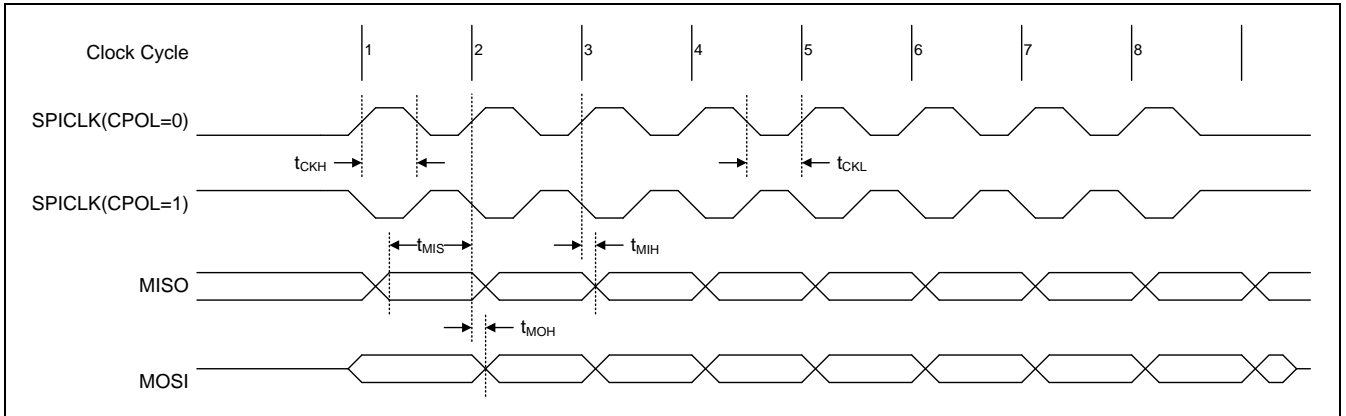 Clock Cycle 1 2 3 4 5 6 7 8
SPICLK(CPOL=0)
tCKH tCKL
SPICLK(CPOL=1)
tMIS tMIH
MISO
tMOH
MOSI